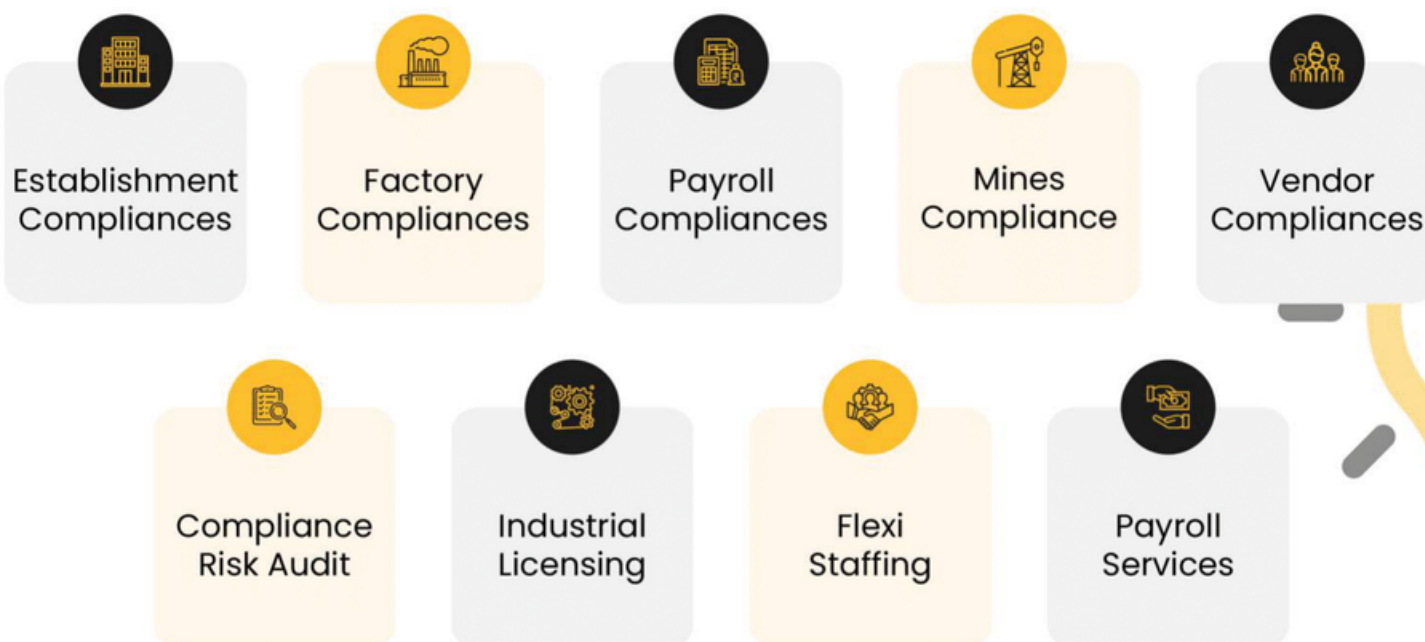 Establishment
Compliances
Factory
Compliances
Payroll
Compliances
Mines
Compliance
Vendor
Compliances
Compliance
Risk Audit
Industrial
Licensing
Flexi
Staffing
Payroll
Services